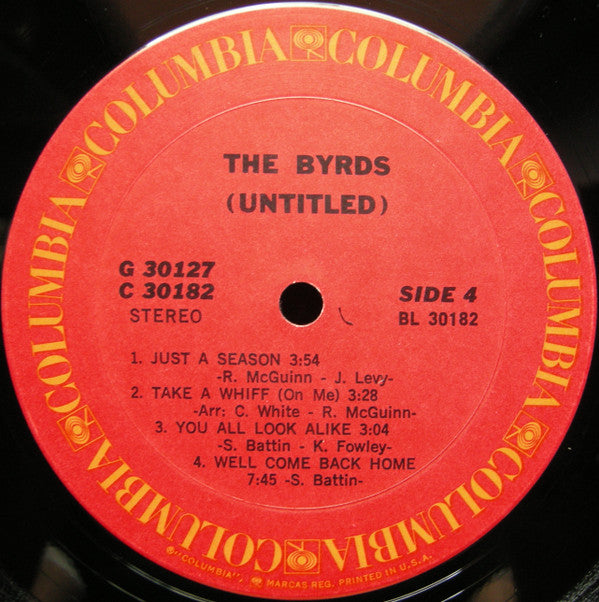 COLUMBIA COLUMBIA COLUMBIA COLUMBIA COLUMBIA COLUMBIA
THE BYRDS
(UNTITLED)
G 30127
C 30182
STEREO
SIDE 4
BL 30182
1. JUST A SEASON 3:54
-R. McGuinn - J. Levy-
2. TAKE A WHIFF (On Me) 3:28
-Arr: C. White - R. McGuinn-
3. YOU ALL LOOK ALIKE 3:04
-S. Battin - K. Fowley-
4. WELL COME BACK HOME
7:45 -S. Battin-
®"COLUMBIA", MARCAS REG. PRINTED IN U.S.A.